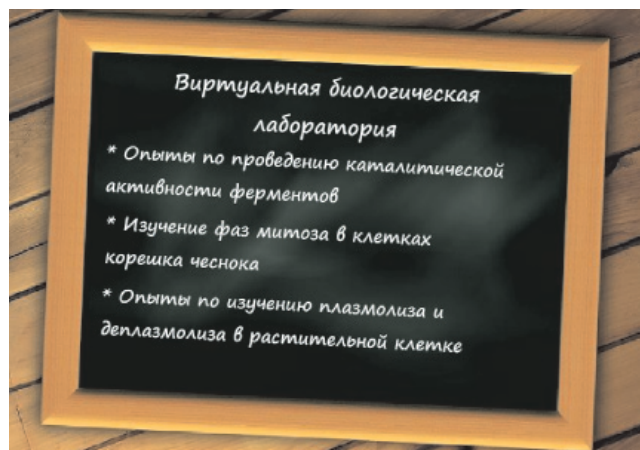 Виртуальная биологическая
лаборатория
* Опыты по проведению каталитической
активности ферментов
* Изучение фаз митоза в клетках
корешка чеснока
* Опыты по изучению плазмолиза и
деплазмолиза в растительной клетке